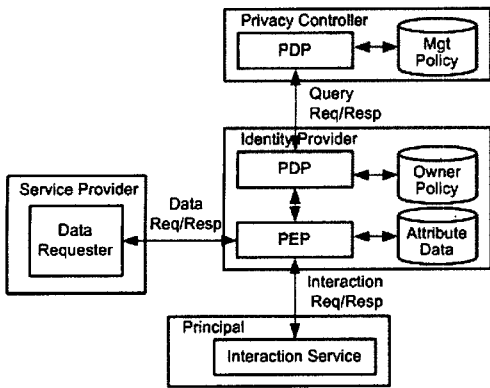 Privacy Controller
PDP
Mgt
Policy
Query
Req/Resp
Identity Provider
PDP
Owner
Policy
Service Provider
Data
Requester
Data
Req/Resp
PEP
Attribute
Data
Interaction
Req/Resp
Principal
Interaction Service